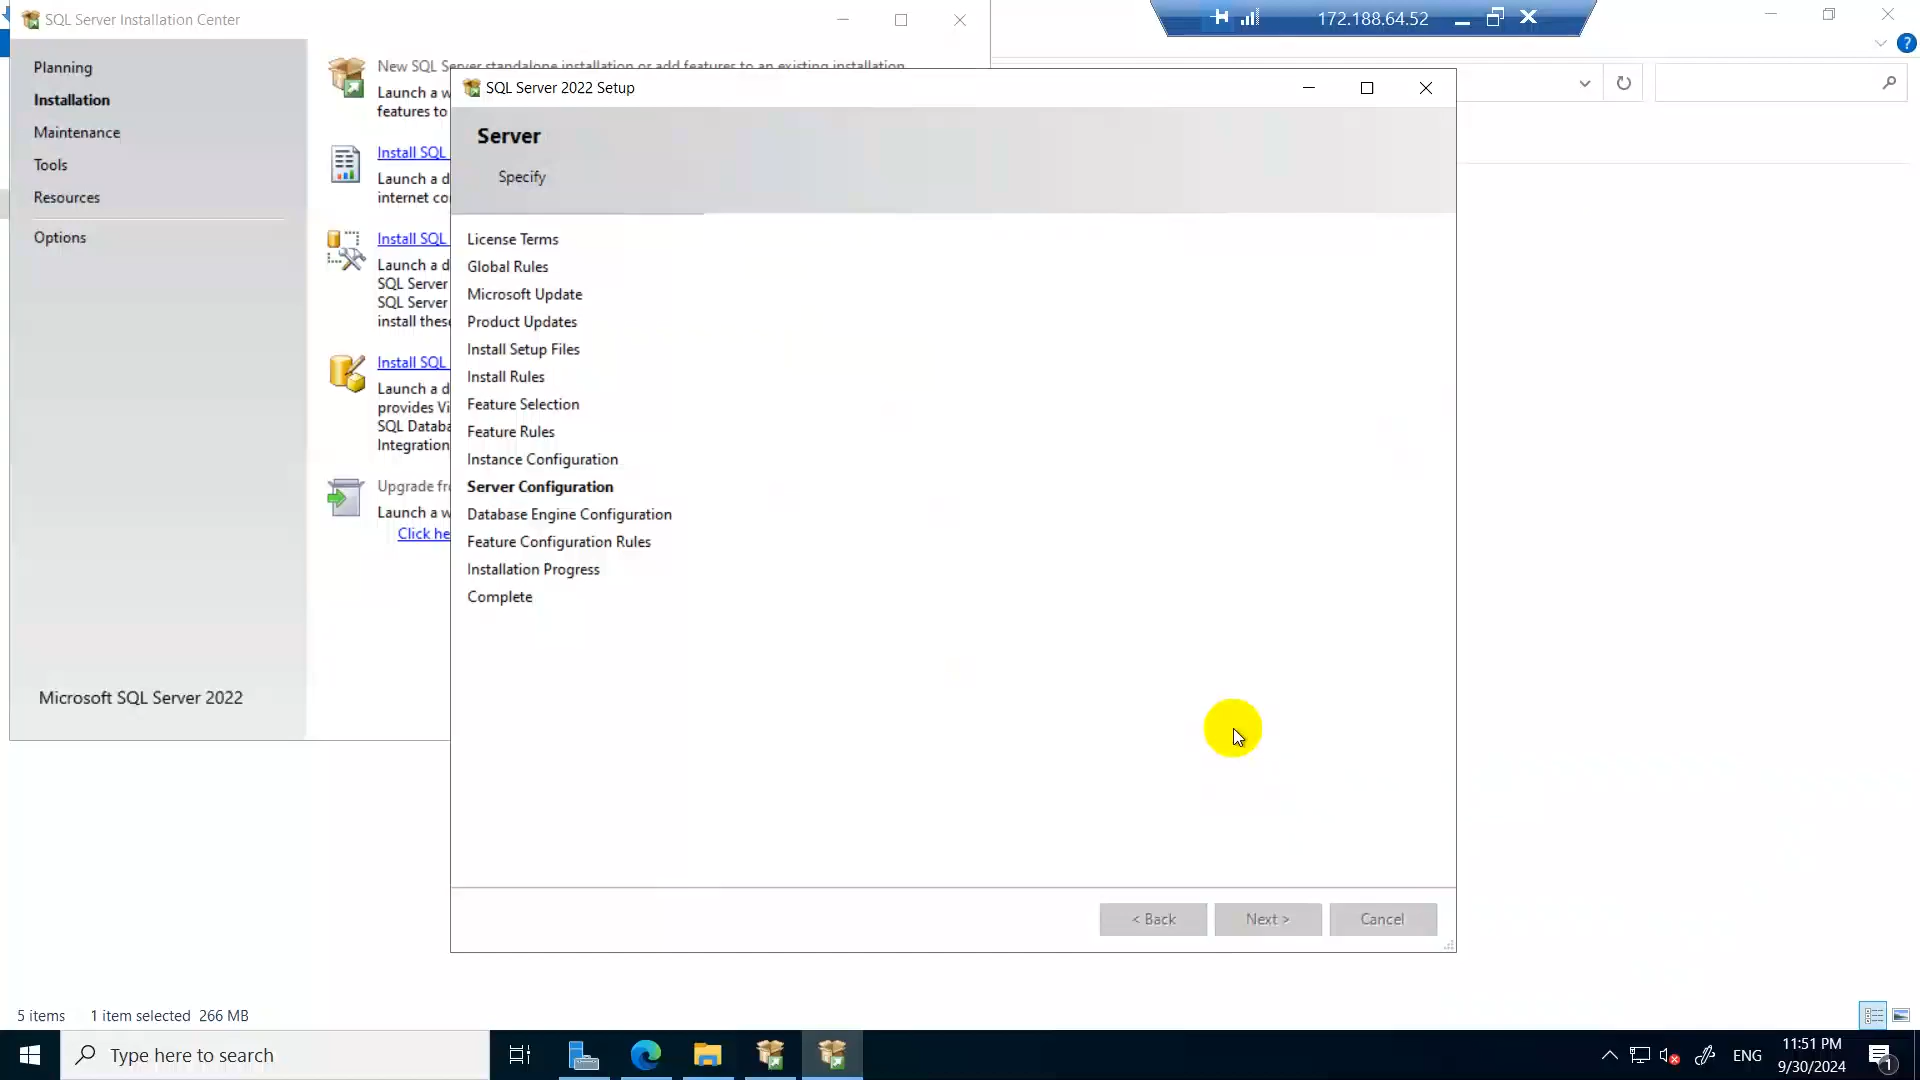 SQL Server Installation Center
172.188.64.52
Planning
Installation
Maintenance
Tools
Resources
Options
Microsoft SQL Server 2022
New SQL Server standalone installation or add features to an existing installation
Launch a w
features to
Install SQL
Launch a d
internet co
Install SQL
Launch a d
SQL Server
SQL Server
install these
Install SQL
Launch a d
provides Vi
SQL Databa
Integration
Upgrade fr
Launch a w
Click he
SQL Server 2022 Setup
Server
Specify
License Terms
Global Rules
Microsoft Update
Product Updates
Install Setup Files
Install Rules
Feature Selection
Feature Rules
Instance Configuration
Server Configuration
Database Engine Configuration
Feature Configuration Rules
Installation Progress
Complete
< Back
Next >
Cancel
5 items 1 item selected 266 MB
Type here to search
ENG
11:51 PM
9/30/2024
1